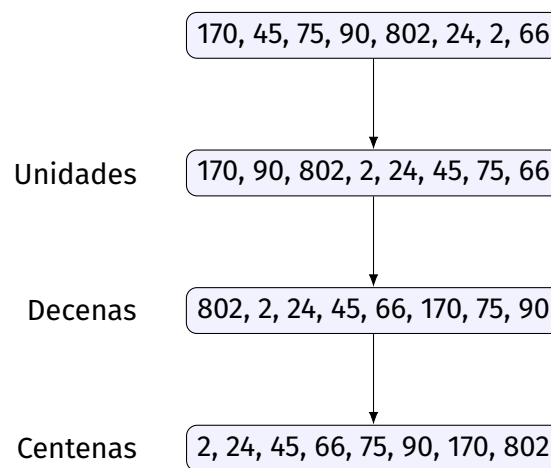 170, 45, 75, 90, 802, 24, 2, 66
Unidades 170, 90, 802, 2, 24, 45, 75, 66
Decenas 802, 2, 24, 45, 66, 170, 75, 90
Centenas 2, 24, 45, 66, 75, 90, 170, 802